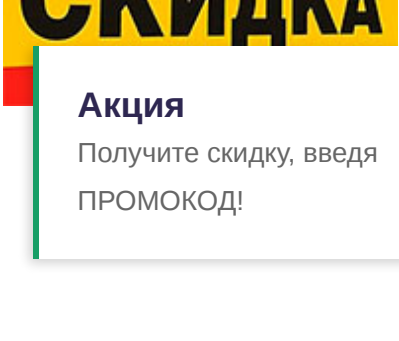 СКИДКА
Акция
Получите скидку, введя
ПРОМОКОД!